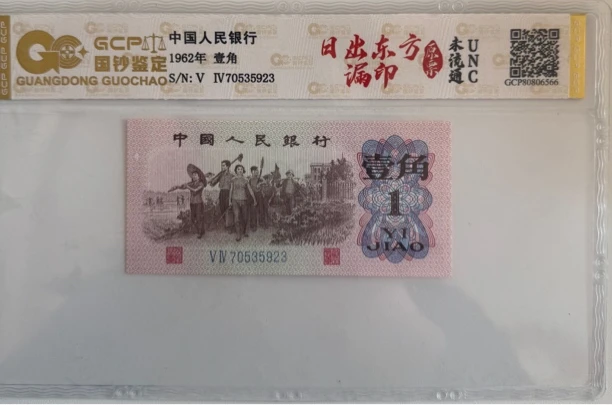 GCP
国钞鉴定
GUANGDONG GUOCHAO
中国人民银行
1962年 壹角
S/N: V IV70535923
日出东方
漏印
未流通
UNC
GCP80806566
中國人民銀行
壹角
1
YI
JIAO
V IV 70535923